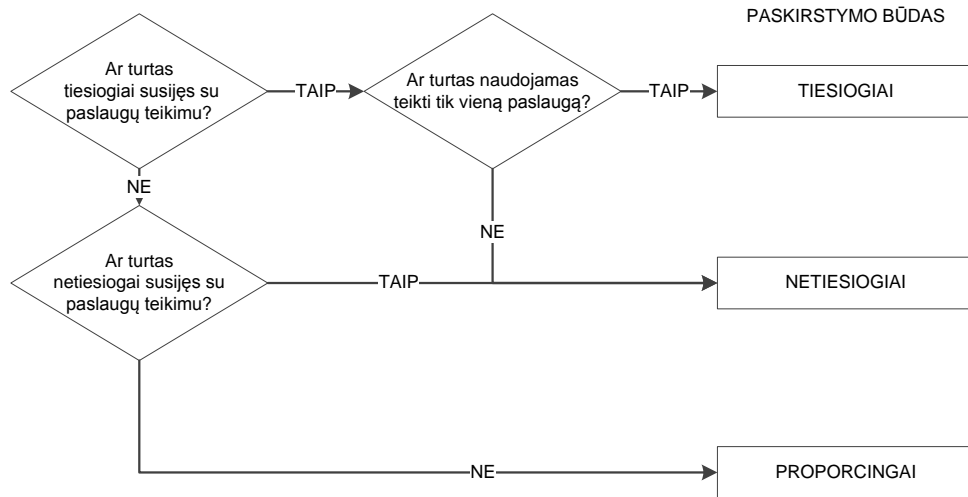 PASKIRSTYMO BŪDAS
Ar turtas
tiesiogiai susijęs su
paslaugų teikimu?
TAIP
Ar turtas naudojamas
teikti tik vieną paslaugą?
TAIP
TIESIOGIAI
NE
NE
Ar turtas
netiesiogai susijęs su
paslaugų teikimu?
TAIP
NETIESIOGIAI
NE
PROPORCINGAI